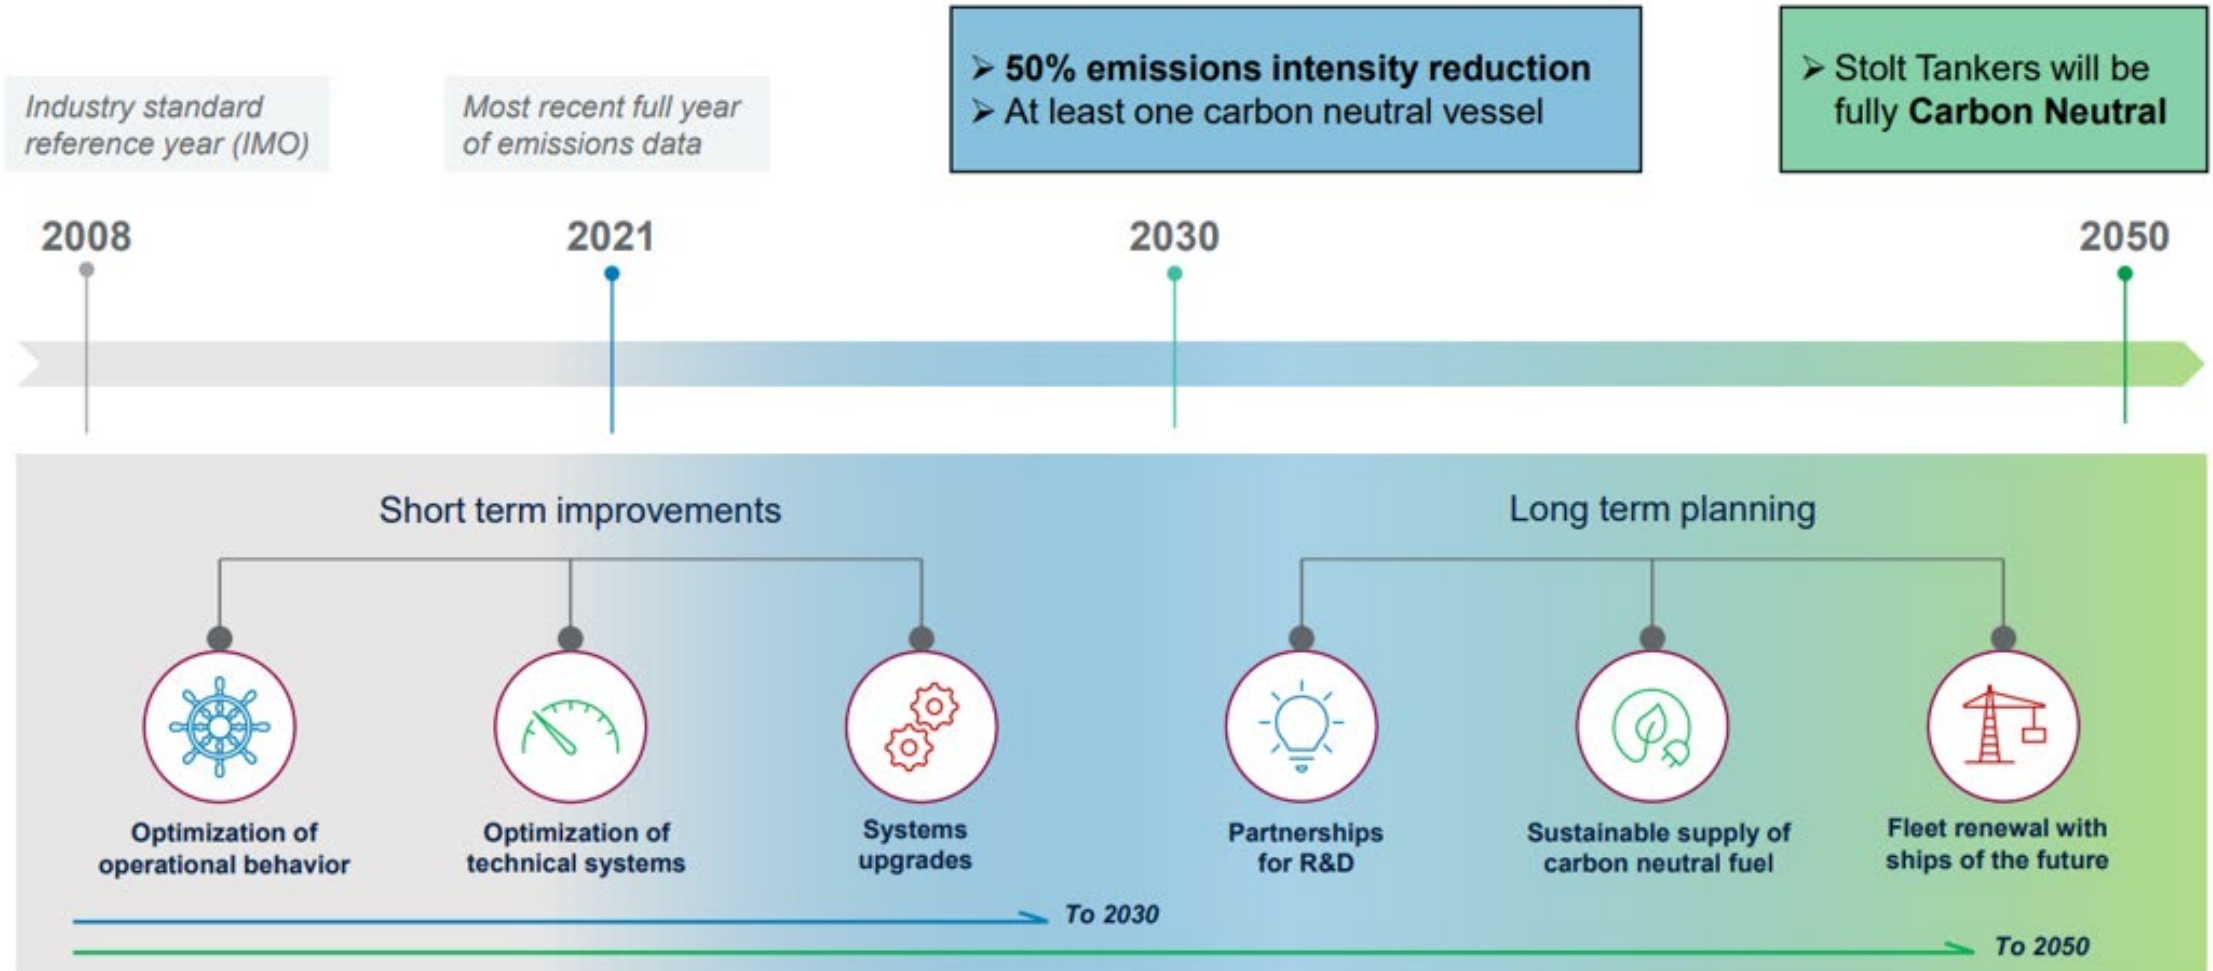 Industry standard
reference year (IMO)
Most recent full year
of emissions data
➢ 50% emissions intensity reduction
➢ At least one carbon neutral vessel
➢ Stolt Tankers will be
fully Carbon Neutral
2008
2021
2030
2050
Short term improvements
Long term planning
Optimization of
operational behavior
Optimization of
technical systems
Systems
upgrades
Partnerships
for R&D
Sustainable supply of
carbon neutral fuel
Fleet renewal with
ships of the future
To 2030
To 2050